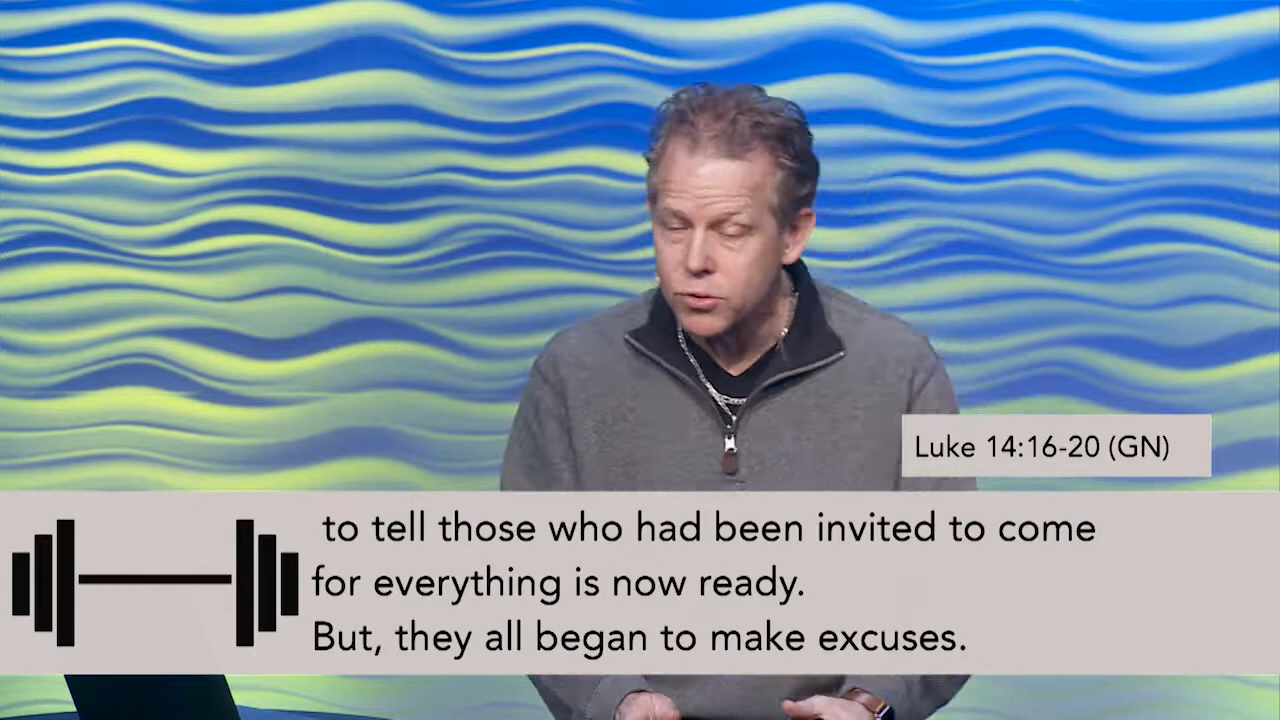 Luke 14:16-20 (GN)
to tell those who had been invited to come
for everything is now ready.
But, they all began to make excuses.